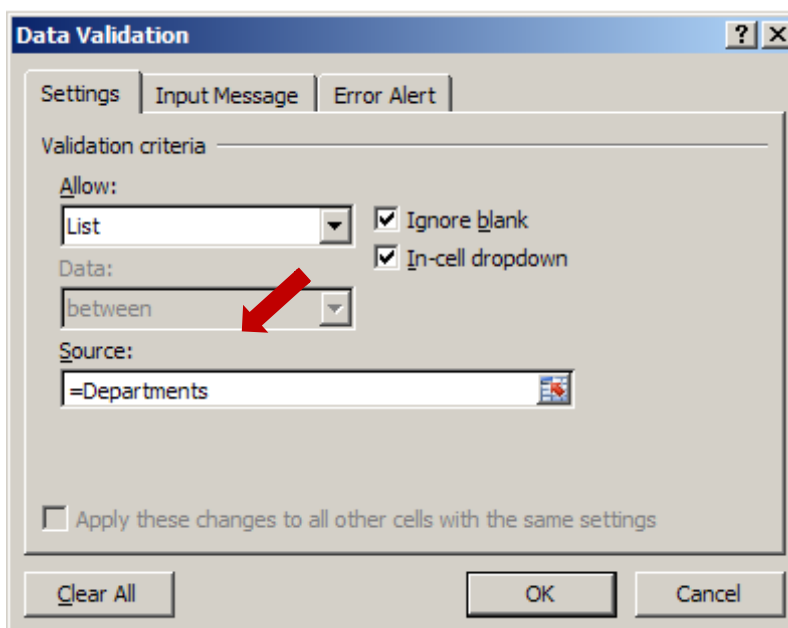 Data Validation
Settings Input Message Error Alert
Validation criteria
Allow:
List
Ignore blank
Data:
In-cell dropdown
between
Source:
=Departments
Apply these changes to all other cells with the same settings
Clear All OK Cancel